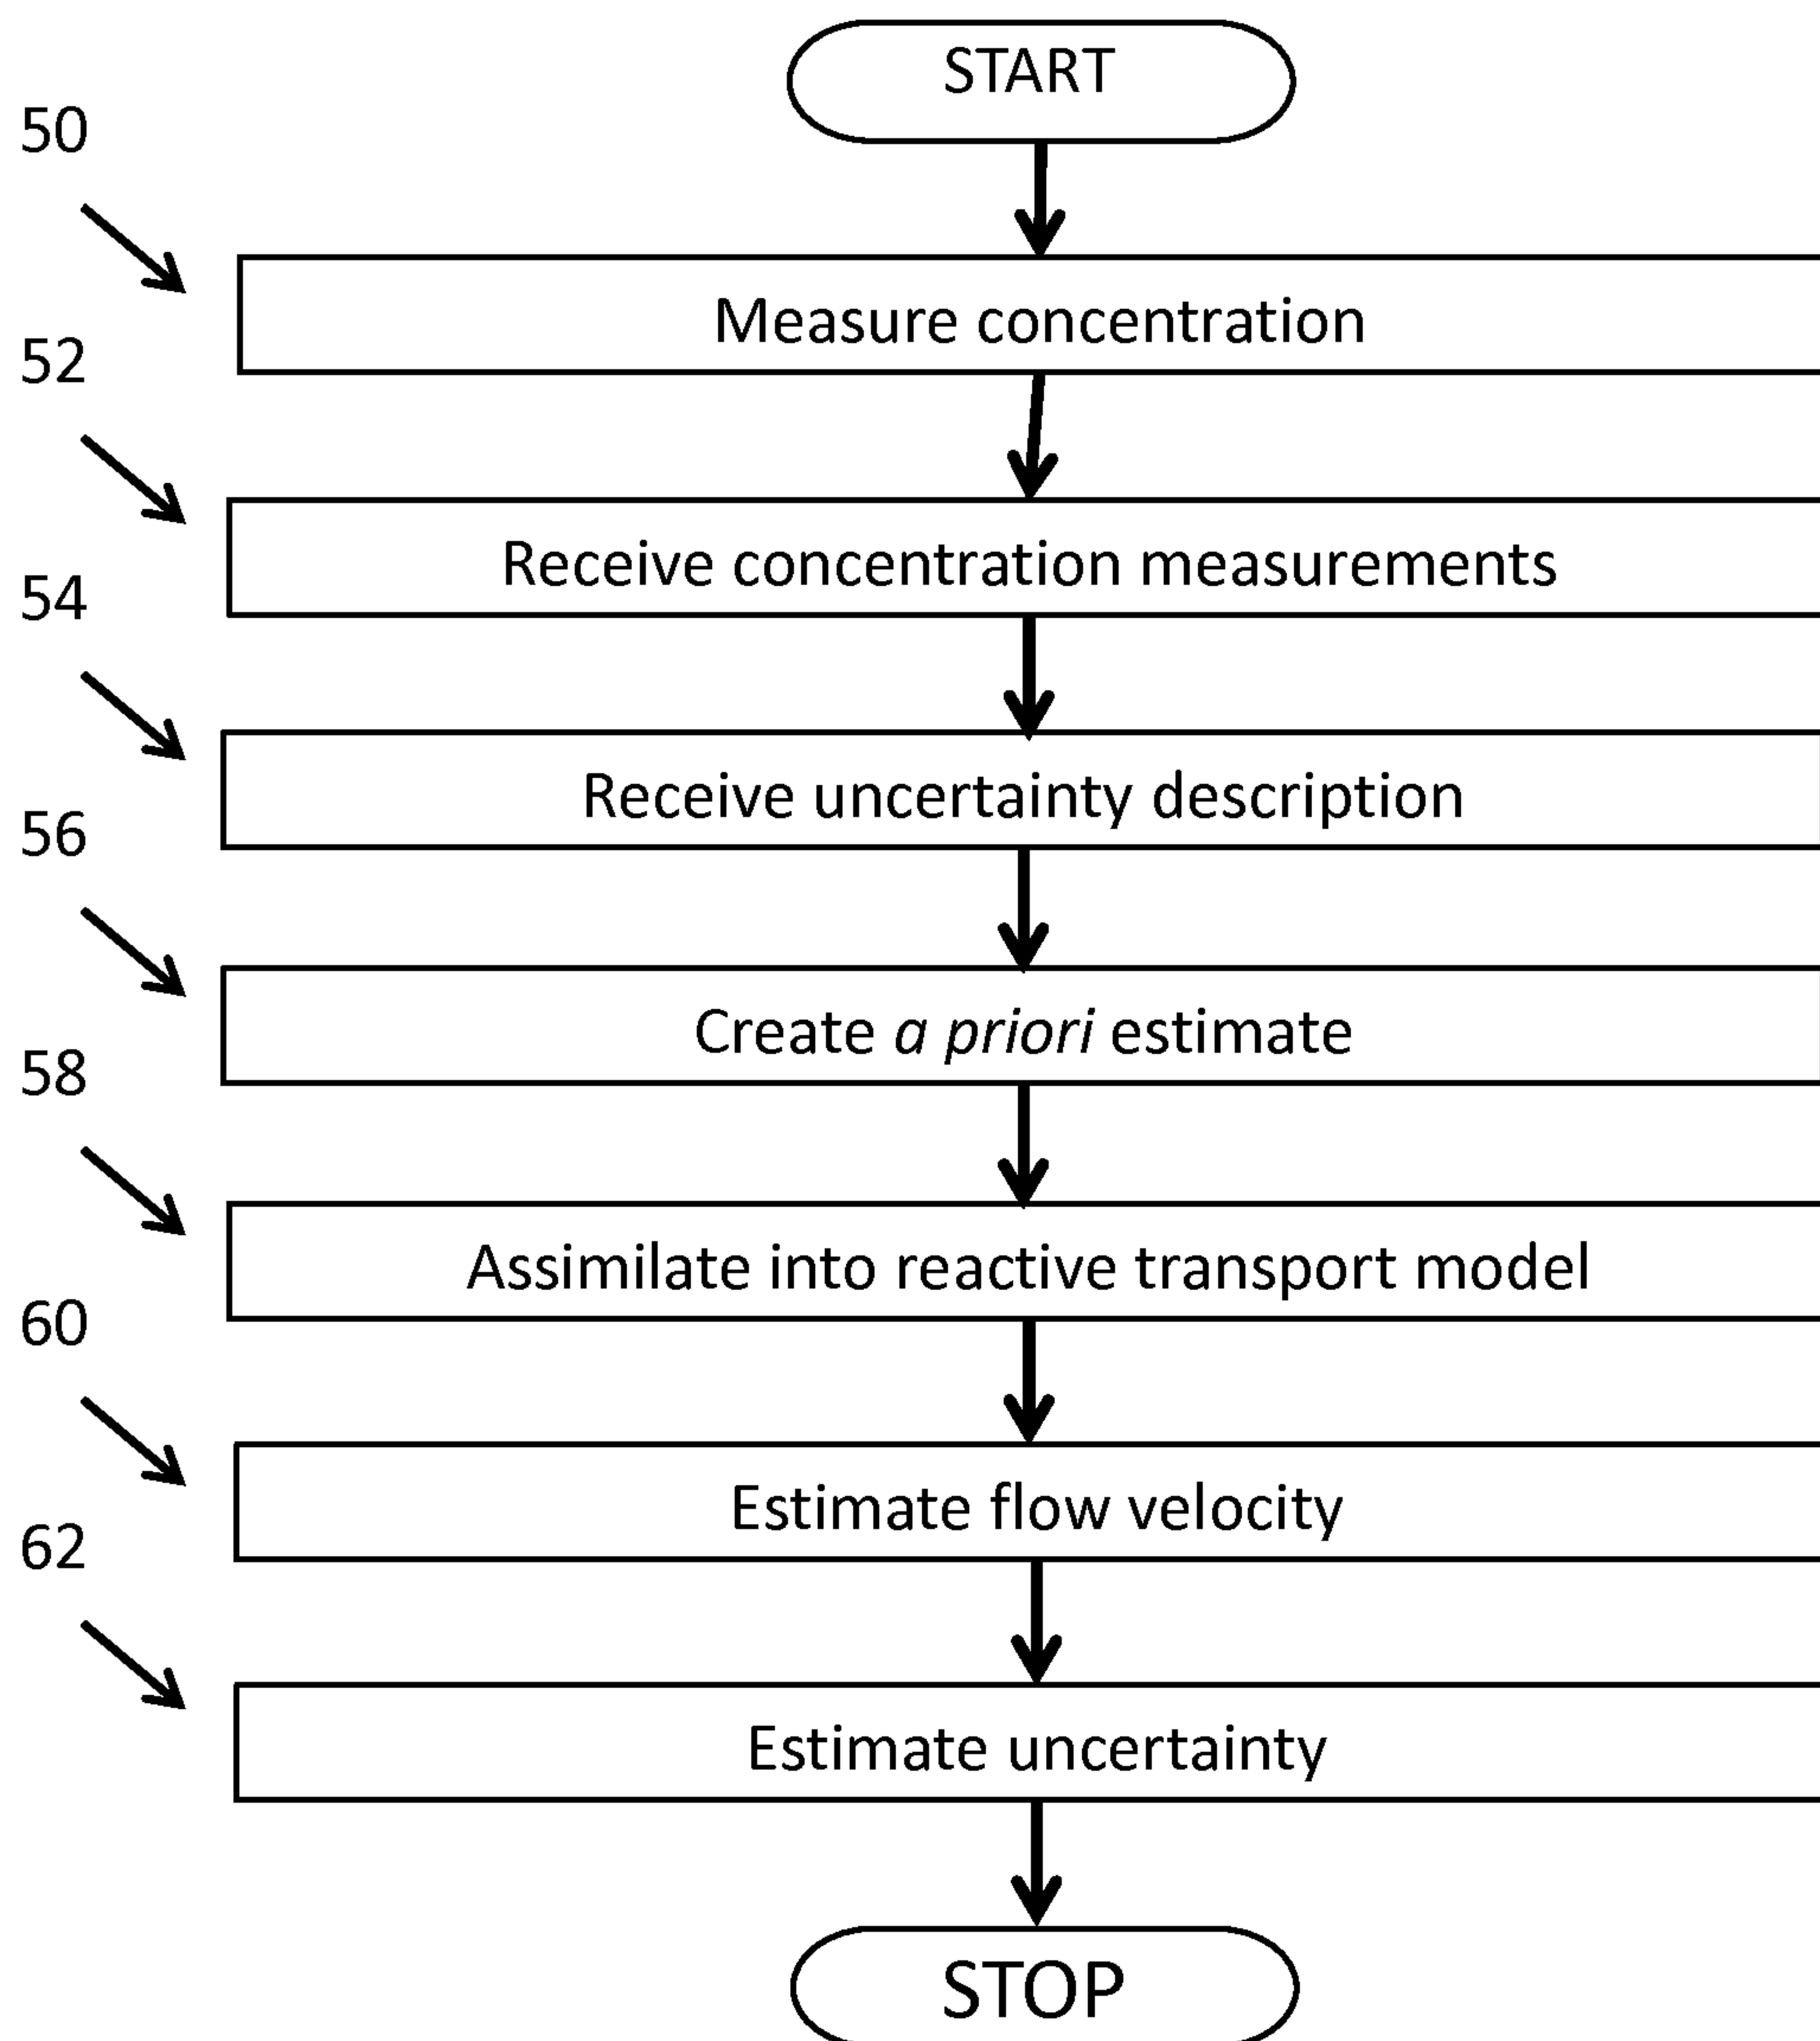 START
50
Measure concentration
52
Receive concentration measurements
54
Receive uncertainty description
56
Create a priori estimate
58
Assimilate into reactive transport model
60
Estimate flow velocity
62
Estimate uncertainty
STOP